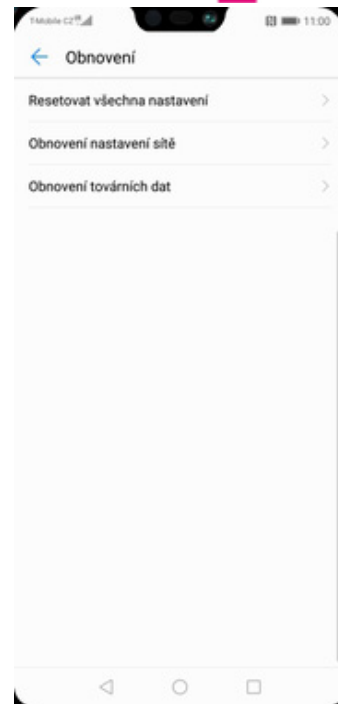 T-Mobile CZ 11:00
Obnovení
Resetovat všechna nastavení
Obnovení nastavení sítě
Obnovení továrních dat